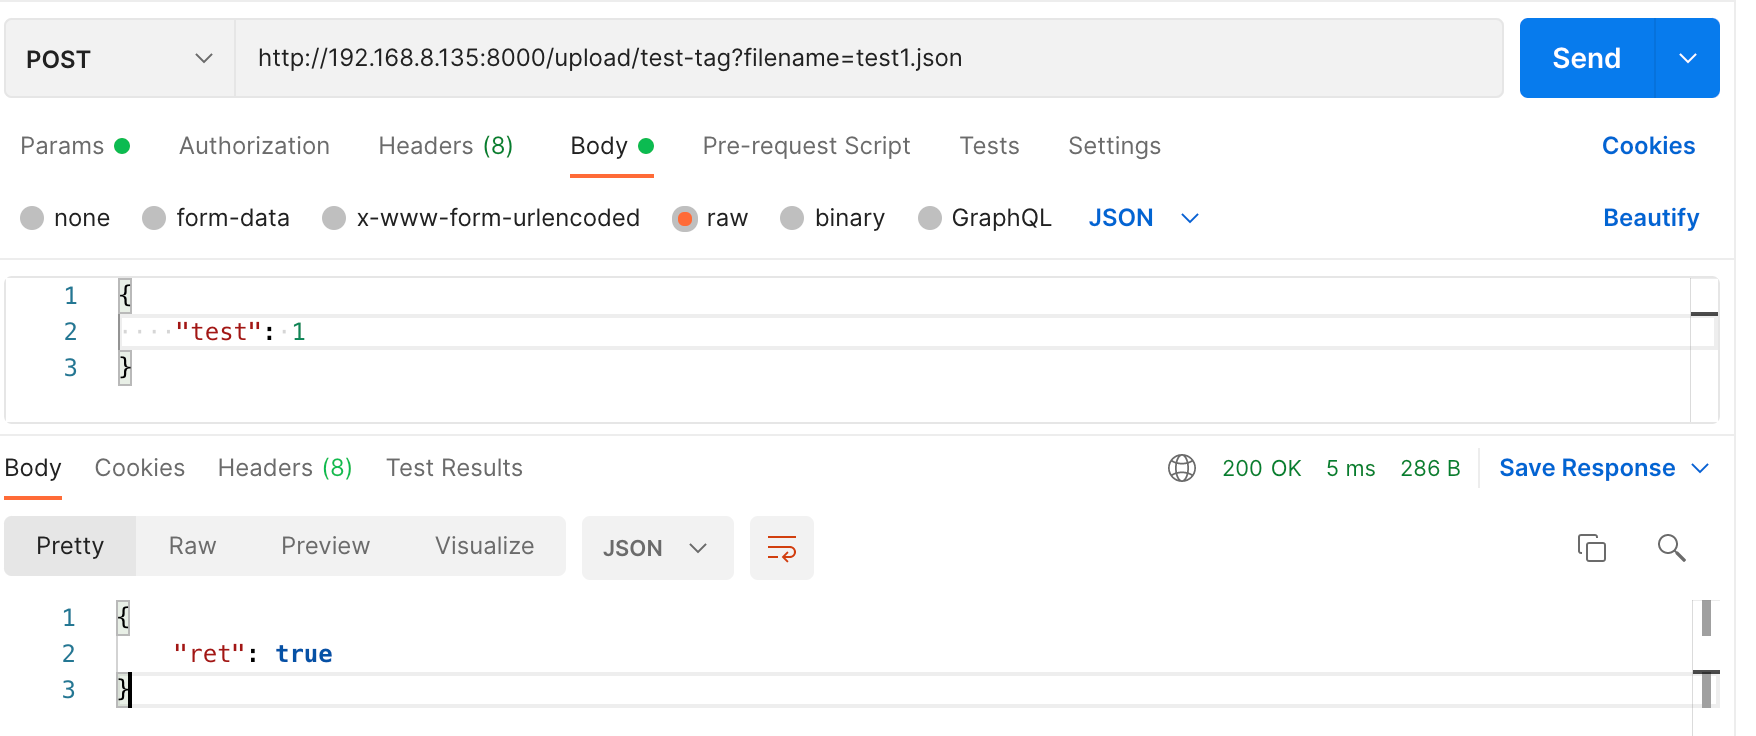 POST http://192.168.8.135:8000/upload/test-tag?filename=test1.json Send
Params Authorization Headers (8) Body Pre-request Script Tests Settings Cookies
none form-data x-www-form-urlencoded raw binary GraphQL JSON Beautify
1 {
2 ····"test":·1
3 }
Body Cookies Headers (8) Test Results 200 OK 5 ms 286 B Save Response
Pretty Raw Preview Visualize JSON
1 {
2 "ret": true
3 }